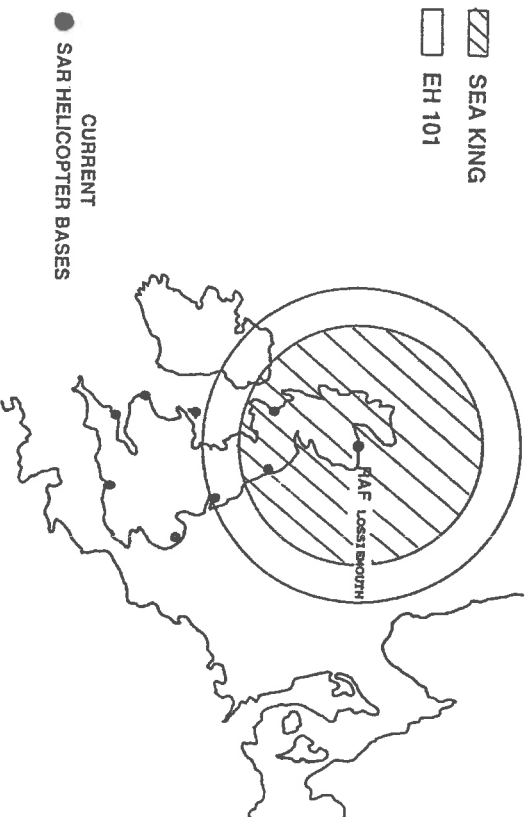 SEA KING
EH 101
CURRENT
SAR HELICOPTER BASES
RAF LOSSIEMOUTH